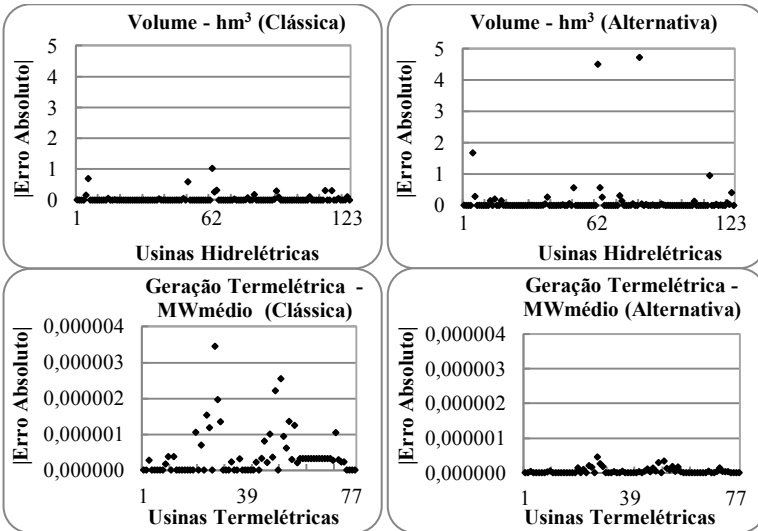 Volume - hm³ (Clássica)
|Erro Absoluto|
5
4
3
2
1
0
1
62
123
Usinas Hidrelétricas
Volume - hm³ (Alternativa)
|Erro Absoluto|
5
4
3
2
1
0
1
62
123
Usinas Hidrelétricas
Geração Termelétrica -
MWmédio (Clássica)
|Erro Absoluto|
0,000004
0,000003
0,000002
0,000001
0,000000
1
39
77
Usinas Termelétricas
Geração Termelétrica -
MWmédio (Alternativa)
|Erro Absoluto|
0,000004
0,000003
0,000002
0,000001
0,000000
1
39
77
Usinas Termelétricas